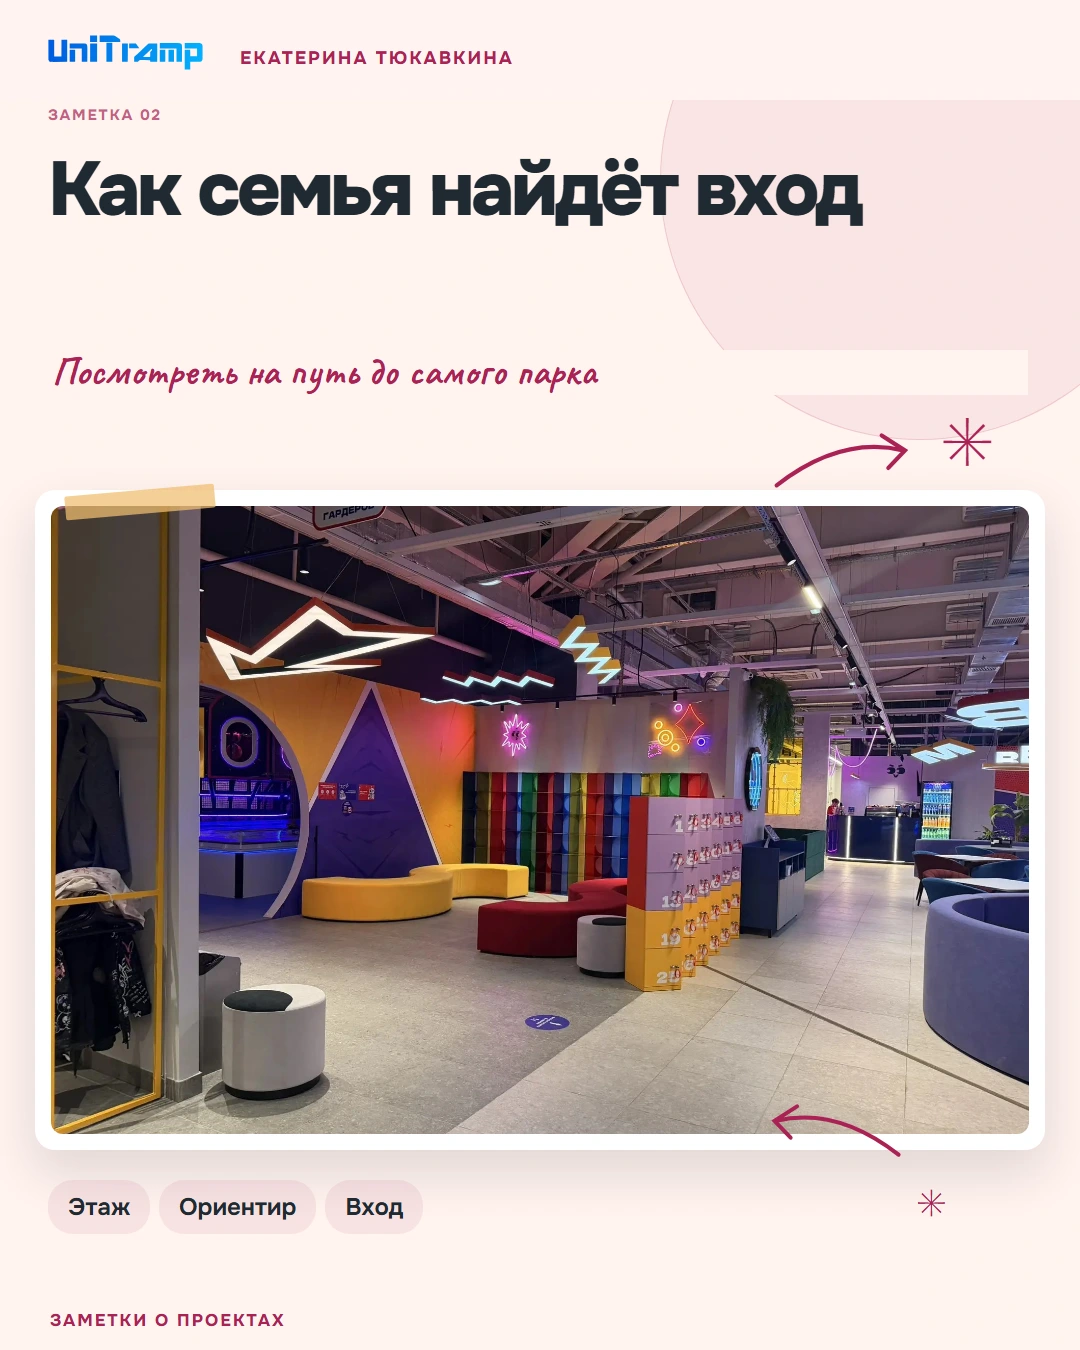 UniTramp
ЕКАТЕРИНА ТЮКАВКИНА
ЗАМЕТКА 02
Как семья найдёт вход
Посмотреть на путь до самого парка
ГАРДЕРОБ
Этаж
Ориентир
Вход
ЗАМЕТКИ О ПРОЕКТАХ